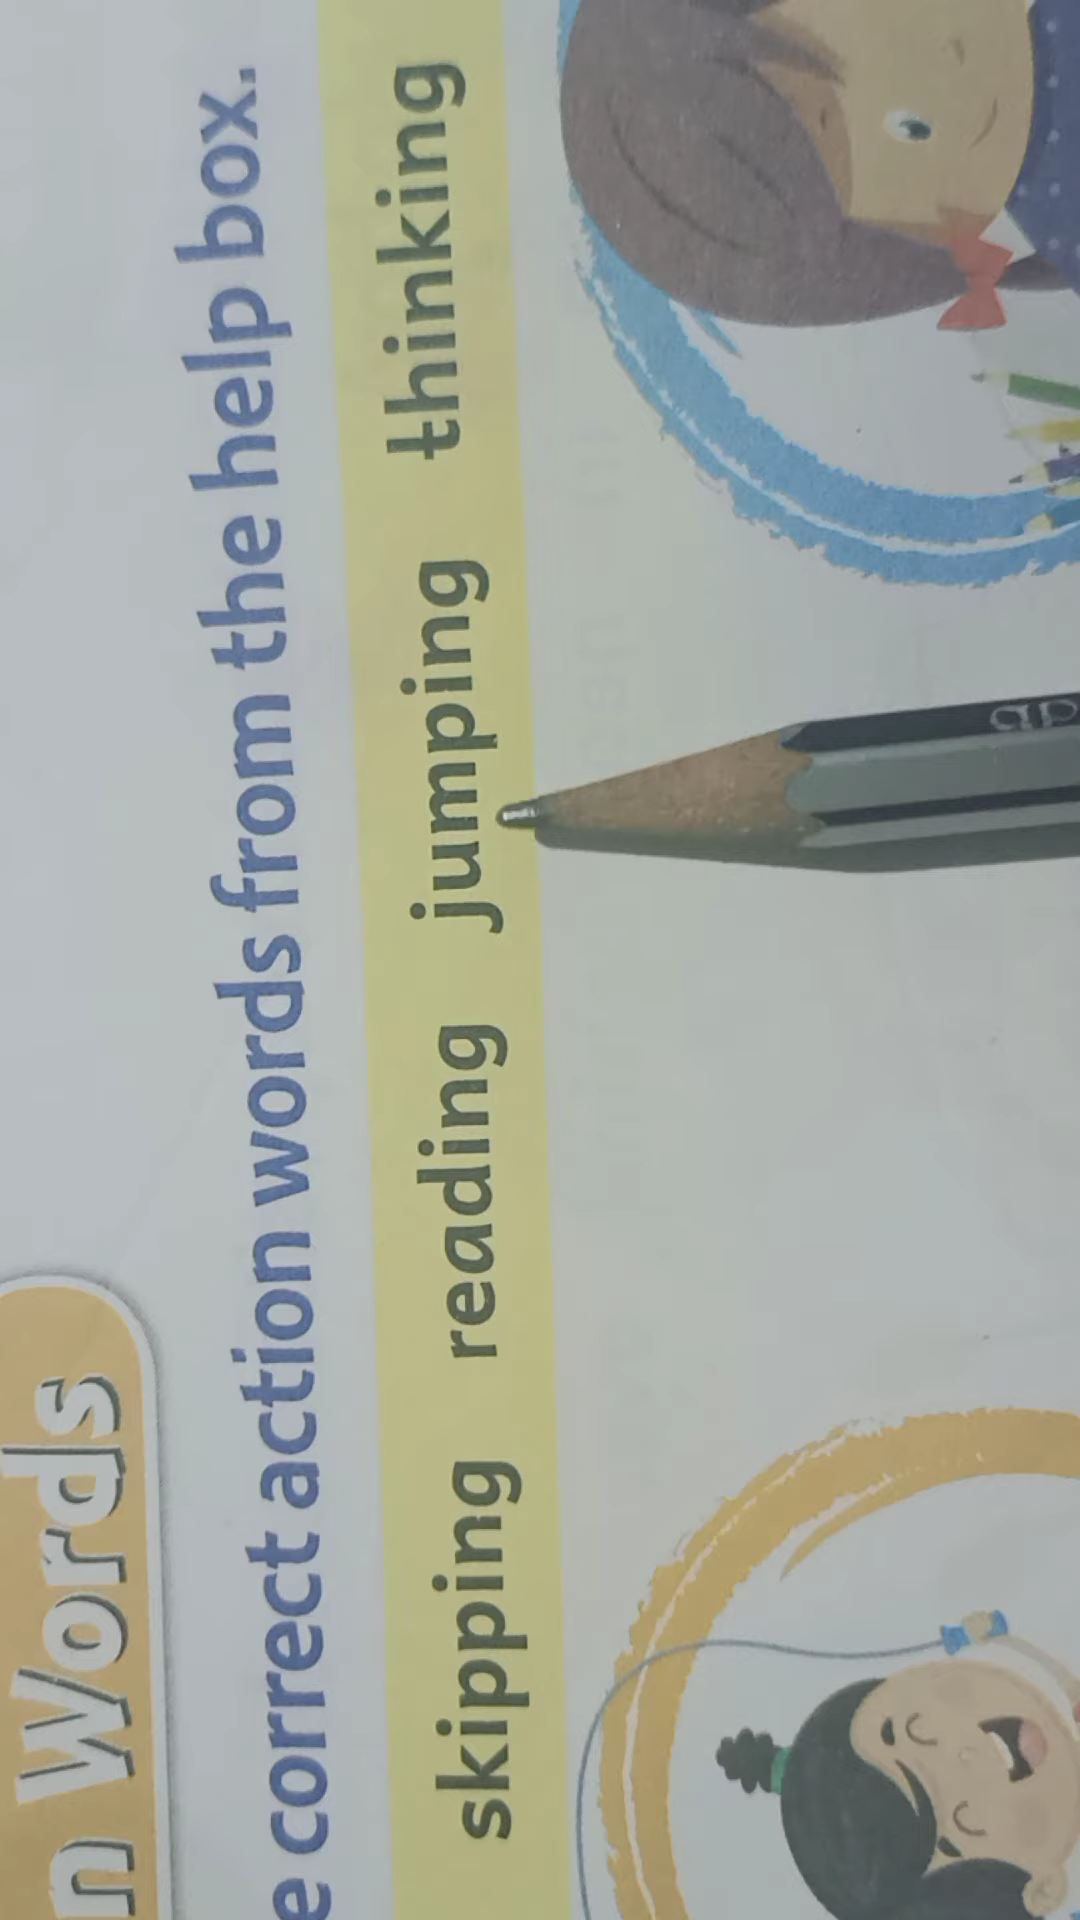 n Words
e correct action words from the help box.
skipping reading jumping thinking